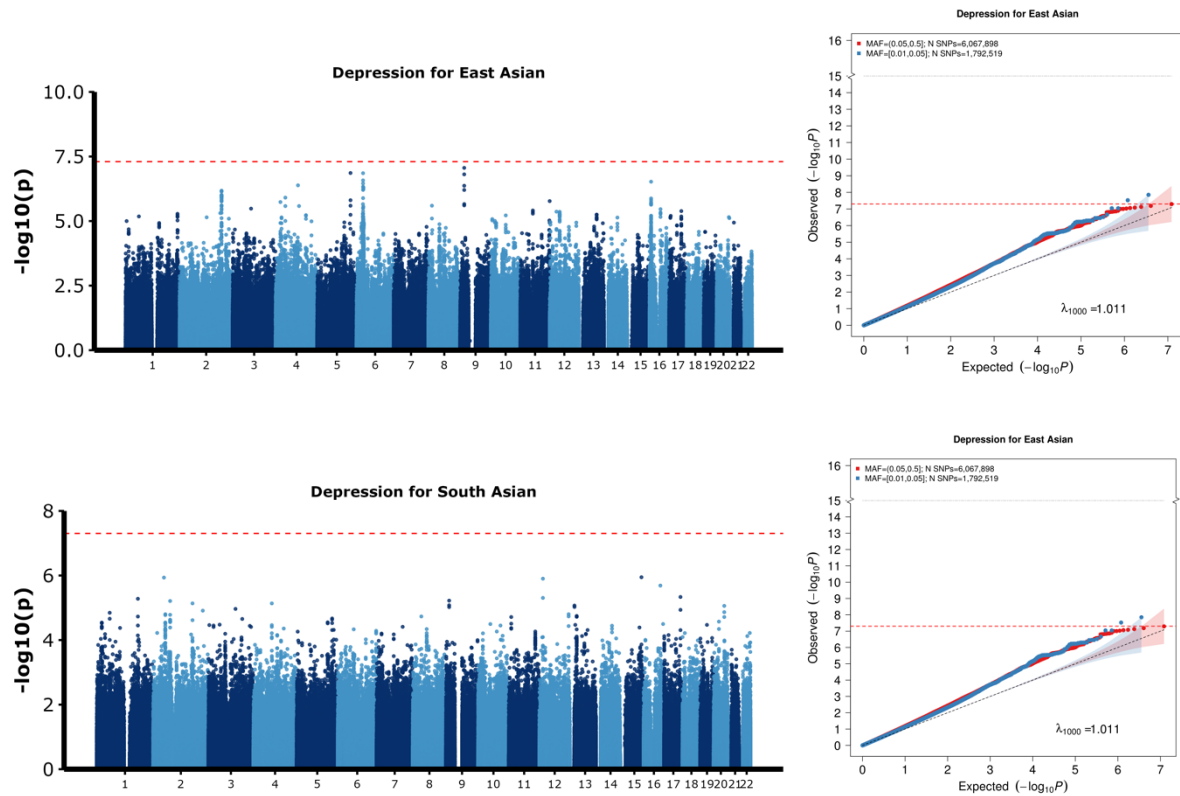 Depression for East Asian
-log10(p)
10.0
7.5
5.0
2.5
0.0
1 2 3 4 5 6 7 8 9 10 11 12 13 14 15 16 17 18 19 20 21 22
Depression for East Asian
MAF=(0.05,0.5]; N SNPs=6,067,898
MAF=[0.01,0.05]; N SNPs=1,792,519
Observed (−log10P)
16
15
14
13
12
11
10
9
8
7
6
5
4
3
2
1
0
λ1000 =1.011
0 1 2 3 4 5 6 7
Expected (−log10P)
Depression for South Asian
-log10(p)
8
6
4
2
0
1 2 3 4 5 6 7 8 9 10 11 12 13 14 15 16 17 18 19 20 21 22
Depression for East Asian
MAF=(0.05,0.5]; N SNPs=6,067,898
MAF=[0.01,0.05]; N SNPs=1,792,519
Observed (−log10P)
16
15
14
13
12
11
10
9
8
7
6
5
4
3
2
1
0
λ1000 =1.011
0 1 2 3 4 5 6 7
Expected (−log10P)